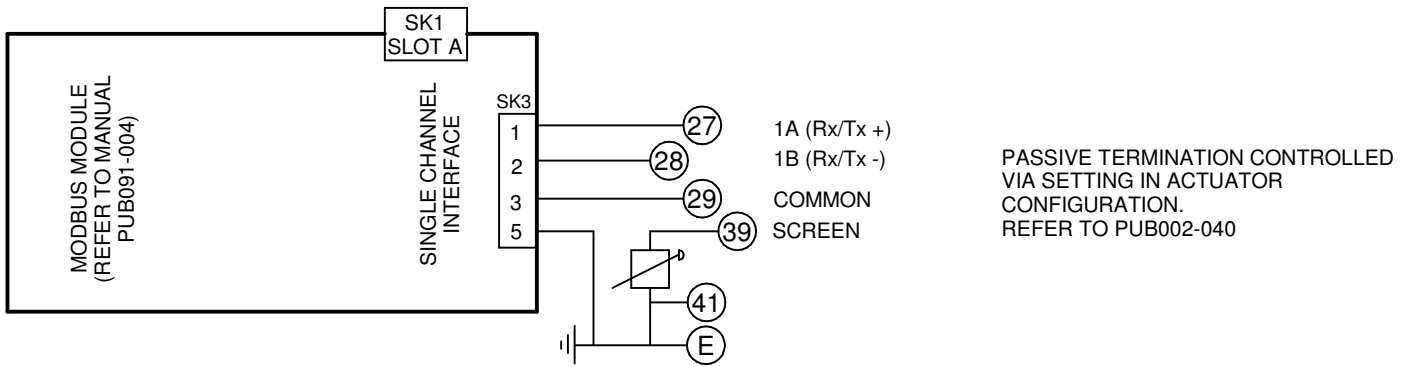 SK1
SLOT A
MODBUS MODULE
(REFER TO MANUAL
PUB091-004)
SINGLE CHANNEL
INTERFACE
SK3
1
2
3
5
27
28
29
39
41
E
1A (Rx/Tx +)
1B (Rx/Tx -)
COMMON
SCREEN
PASSIVE TERMINATION CONTROLLED
VIA SETTING IN ACTUATOR
CONFIGURATION.
REFER TO PUB002-040